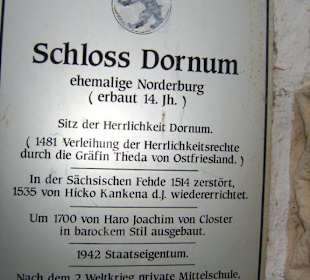 Schloss Dornum
ehemalige Norderburg
( erbaut 14. Jh. )
Sitz der Herrlichkeit Dornum.
( 1481 Verleihung der Herrlichkeitsrechte
durch die Gräfin Theda von Ostfriesland. )
In der Sächsischen Fehde 1514 zerstört,
1535 von Hicko Kankena d.J. wiedererrichtet.
Um 1700 von Haro Joachim von Closter
in barockem Stil ausgebaut.
1942 Staatseigentum.
Nach dem 2. Weltkrieg private Mittelschule,